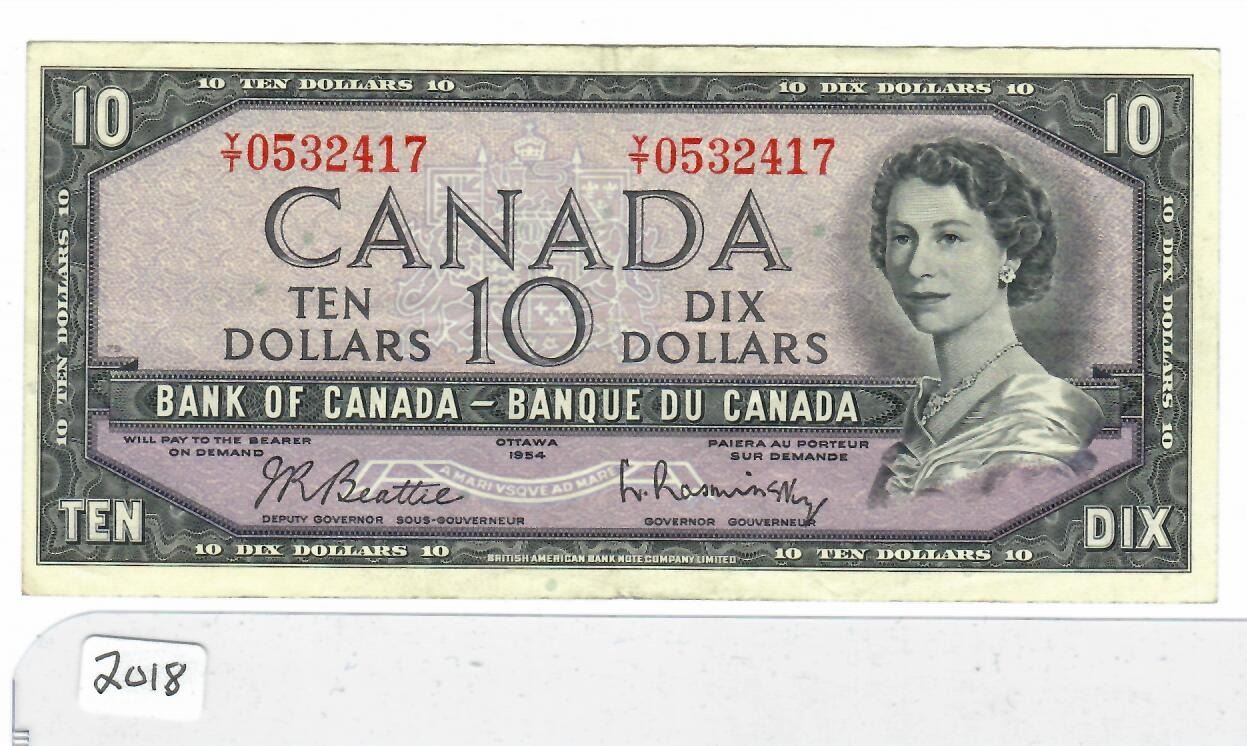 10 TEN DOLLARS 10
10 DIX DOLLARS 10
10
10
Y/T 0532417
Y/T 0532417
CANADA
TEN DOLLARS
10
DIX DOLLARS
10 TEN DOLLARS 10
10 DIX DOLLARS 10
BANK OF CANADA – BANQUE DU CANADA
WILL PAY TO THE BEARER
ON DEMAND
OTTAWA
1954
PAIERA AU PORTEUR
SUR DEMANDE
A MARI VSQVE AD MARE
JR Beattie
L. Rasminsky
DEPUTY GOVERNOR SOUS-GOUVERNEUR
GOVERNOR GOUVERNEUR
TEN
DIX
10 DIX DOLLARS 10
BRITISH AMERICAN BANK NOTE COMPANY LIMITED
10 TEN DOLLARS 10
2018